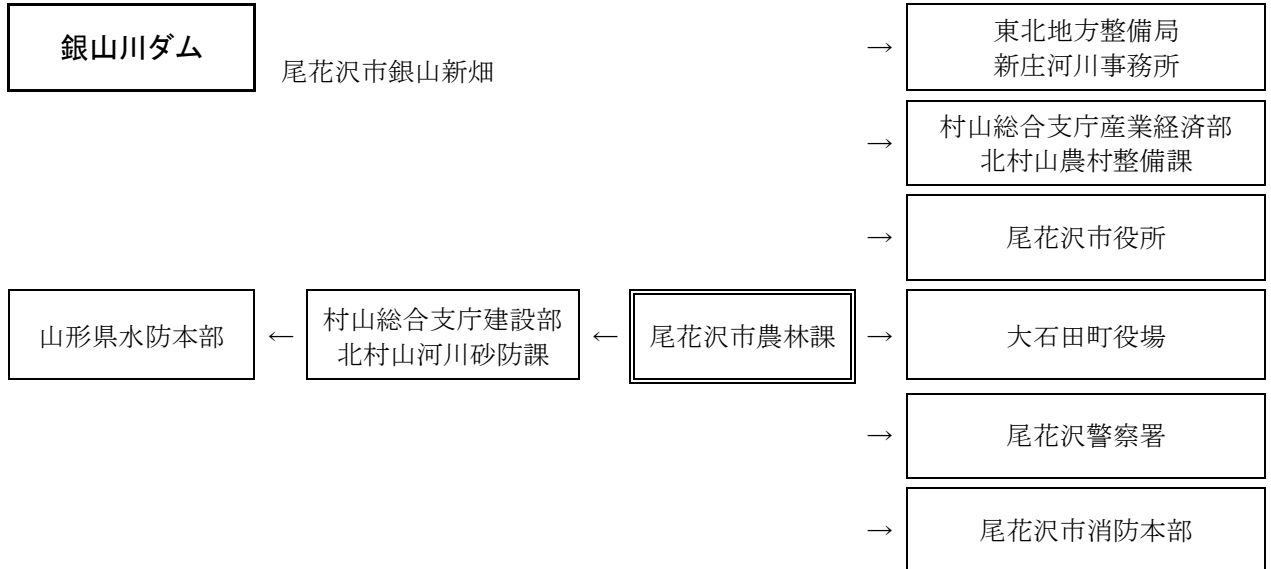 銀山川ダム
尾花沢市銀山新畑
→ 東北地方整備局
新庄河川事務所
→ 村山総合支庁産業経済部
北村山農村整備課
→ 尾花沢市役所
山形県水防本部 ← 村山総合支庁建設部
北村山河川砂防課 ← 尾花沢市農林課 → 大石田町役場
→ 尾花沢警察署
→ 尾花沢市消防本部